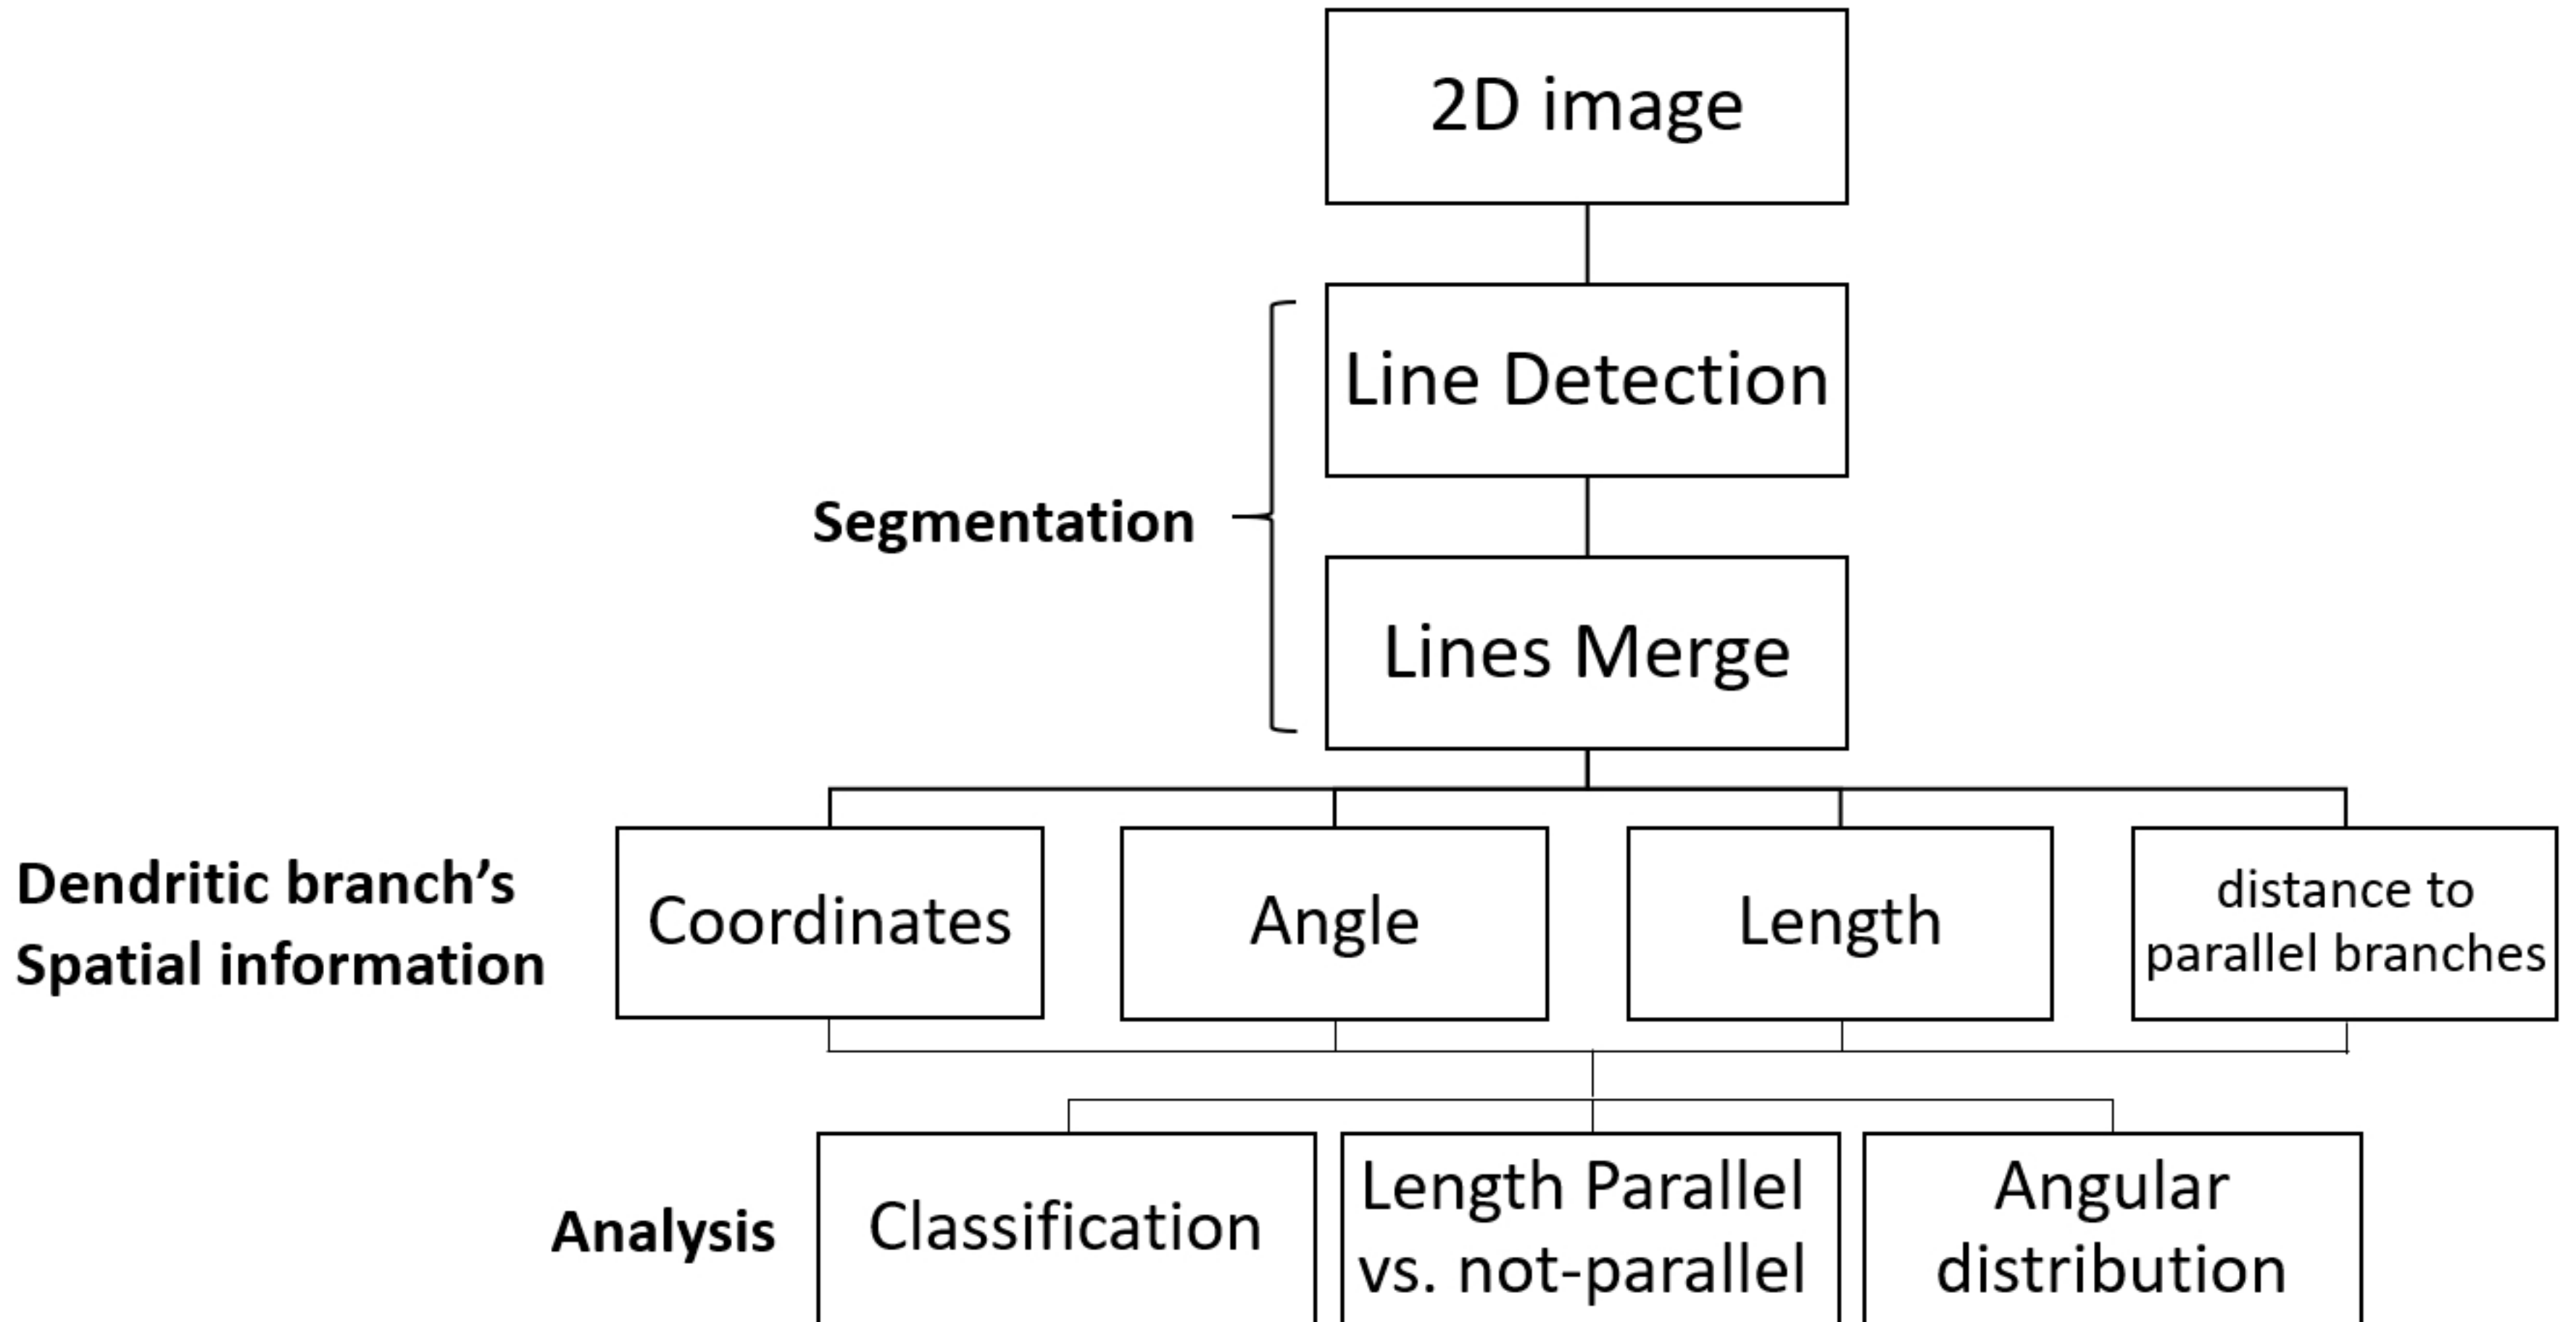 2D image
Line Detection
Segmentation
Lines Merge
Dendritic branch’s
Spatial information
Coordinates
Angle
Length
distance to
parallel branches
Analysis
Classification
Length Parallel
vs. not-parallel
Angular
distribution